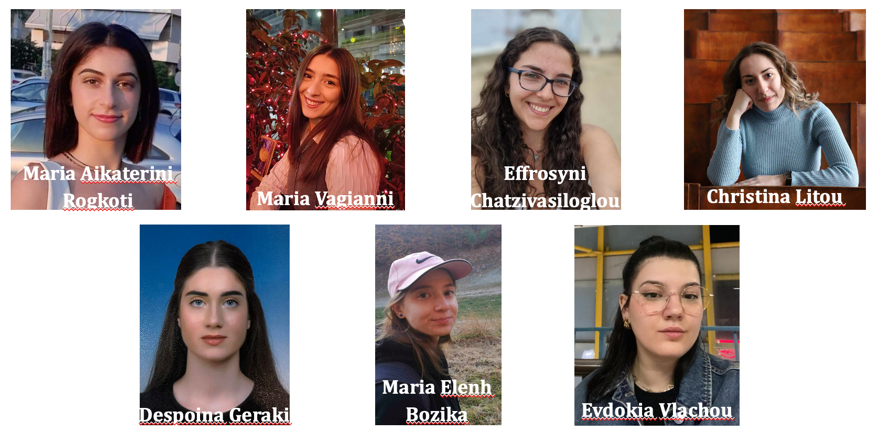 Maria Aikaterini
Rogkoti
Maria Vagianni
Effrosyni
Chatzivasiloglou
Christina Litou
Despoina Geraki
Maria Elenh
Bozika
Evdokia Vlachou